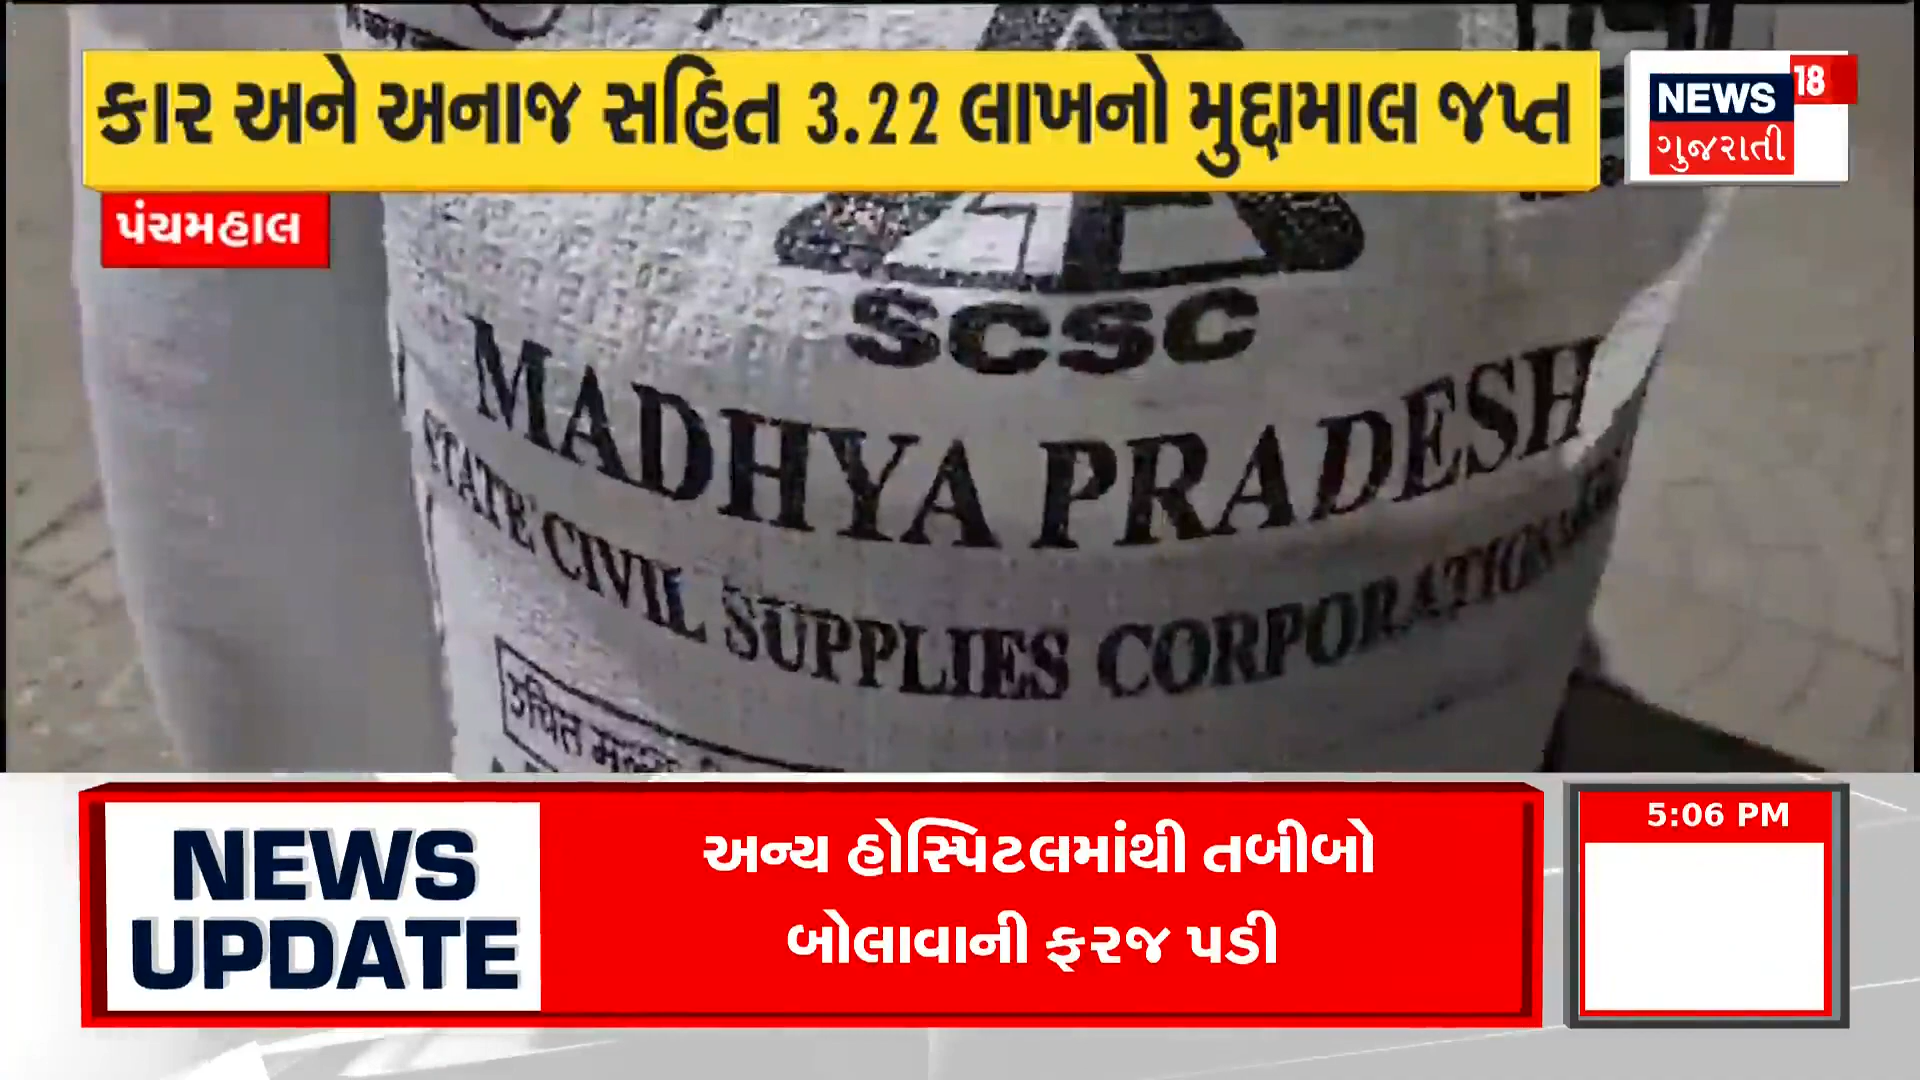 કાર અને અનાજ સહિત 3.22 લાખનો મુદ્દામાલ જપ્ત
NEWS 18
ગુજરાતી
પંચમહાલ
SCSC
MADHYA PRADESH
STATE CIVIL SUPPLIES CORPORATION
उचित
NEWS
UPDATE
અન્ય હોસ્પિટલમાંથી તબીબો
બોલાવાની ફરજ પડી
5:06 PM